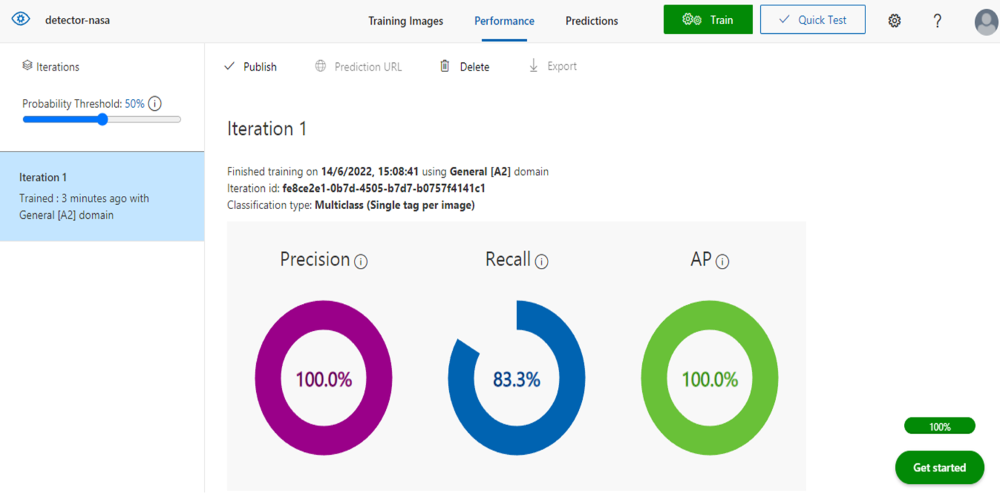 detector-nasa
Training Images
Performance
Predictions
Train
Quick Test
?
Iterations
Publish
Prediction URL
Delete
Export
Probability Threshold: 50%
Iteration 1
Finished training on 14/6/2022, 15:08:41 using General [A2] domain
Iteration id: fe8ce2e1-0b7d-4505-b7d7-b0757f4141c1
Classification type: Multiclass (Single tag per image)
Iteration 1
Trained : 3 minutes ago with
General [A2] domain
Precision
Recall
AP
100.0%
83.3%
100.0%
100%
Get started